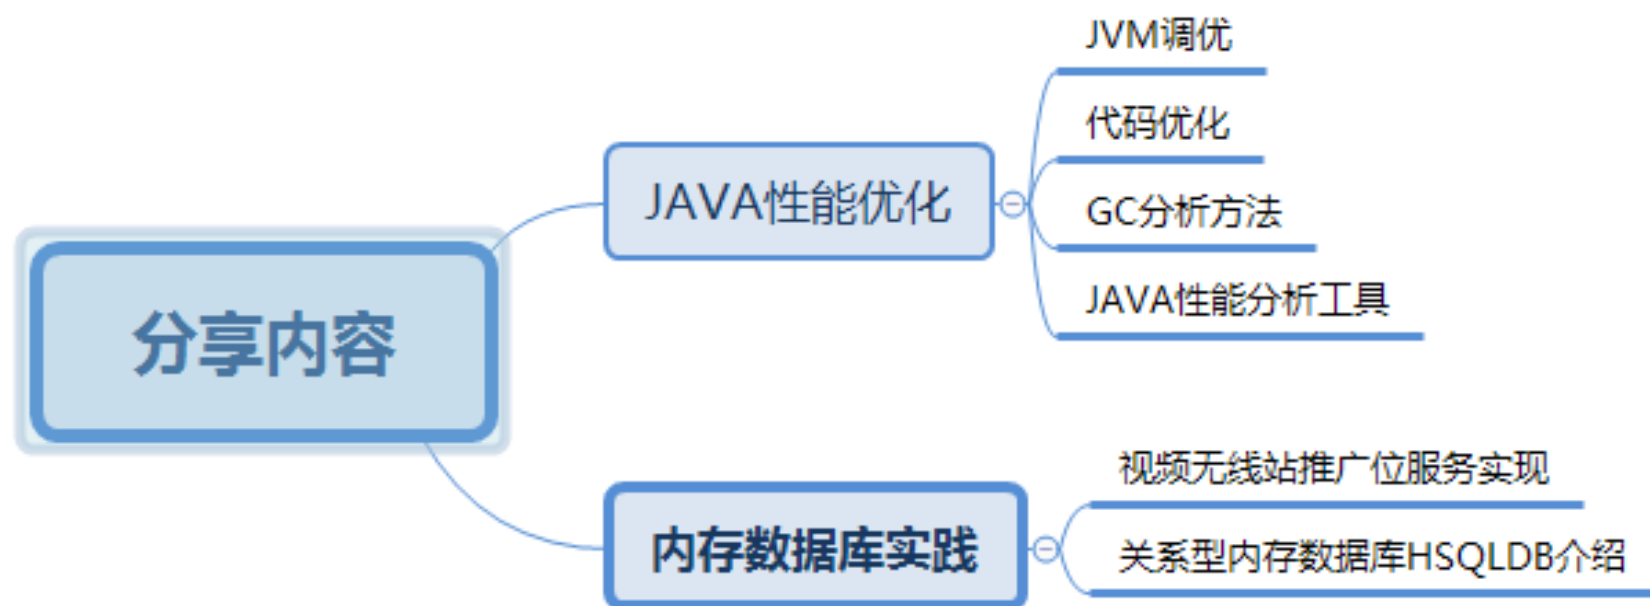 分享内容
JAVA性能优化
JVM调优
代码优化
GC分析方法
JAVA性能分析工具
内存数据库实践
视频无线站推广位服务实现
关系型内存数据库HSQLDB介绍